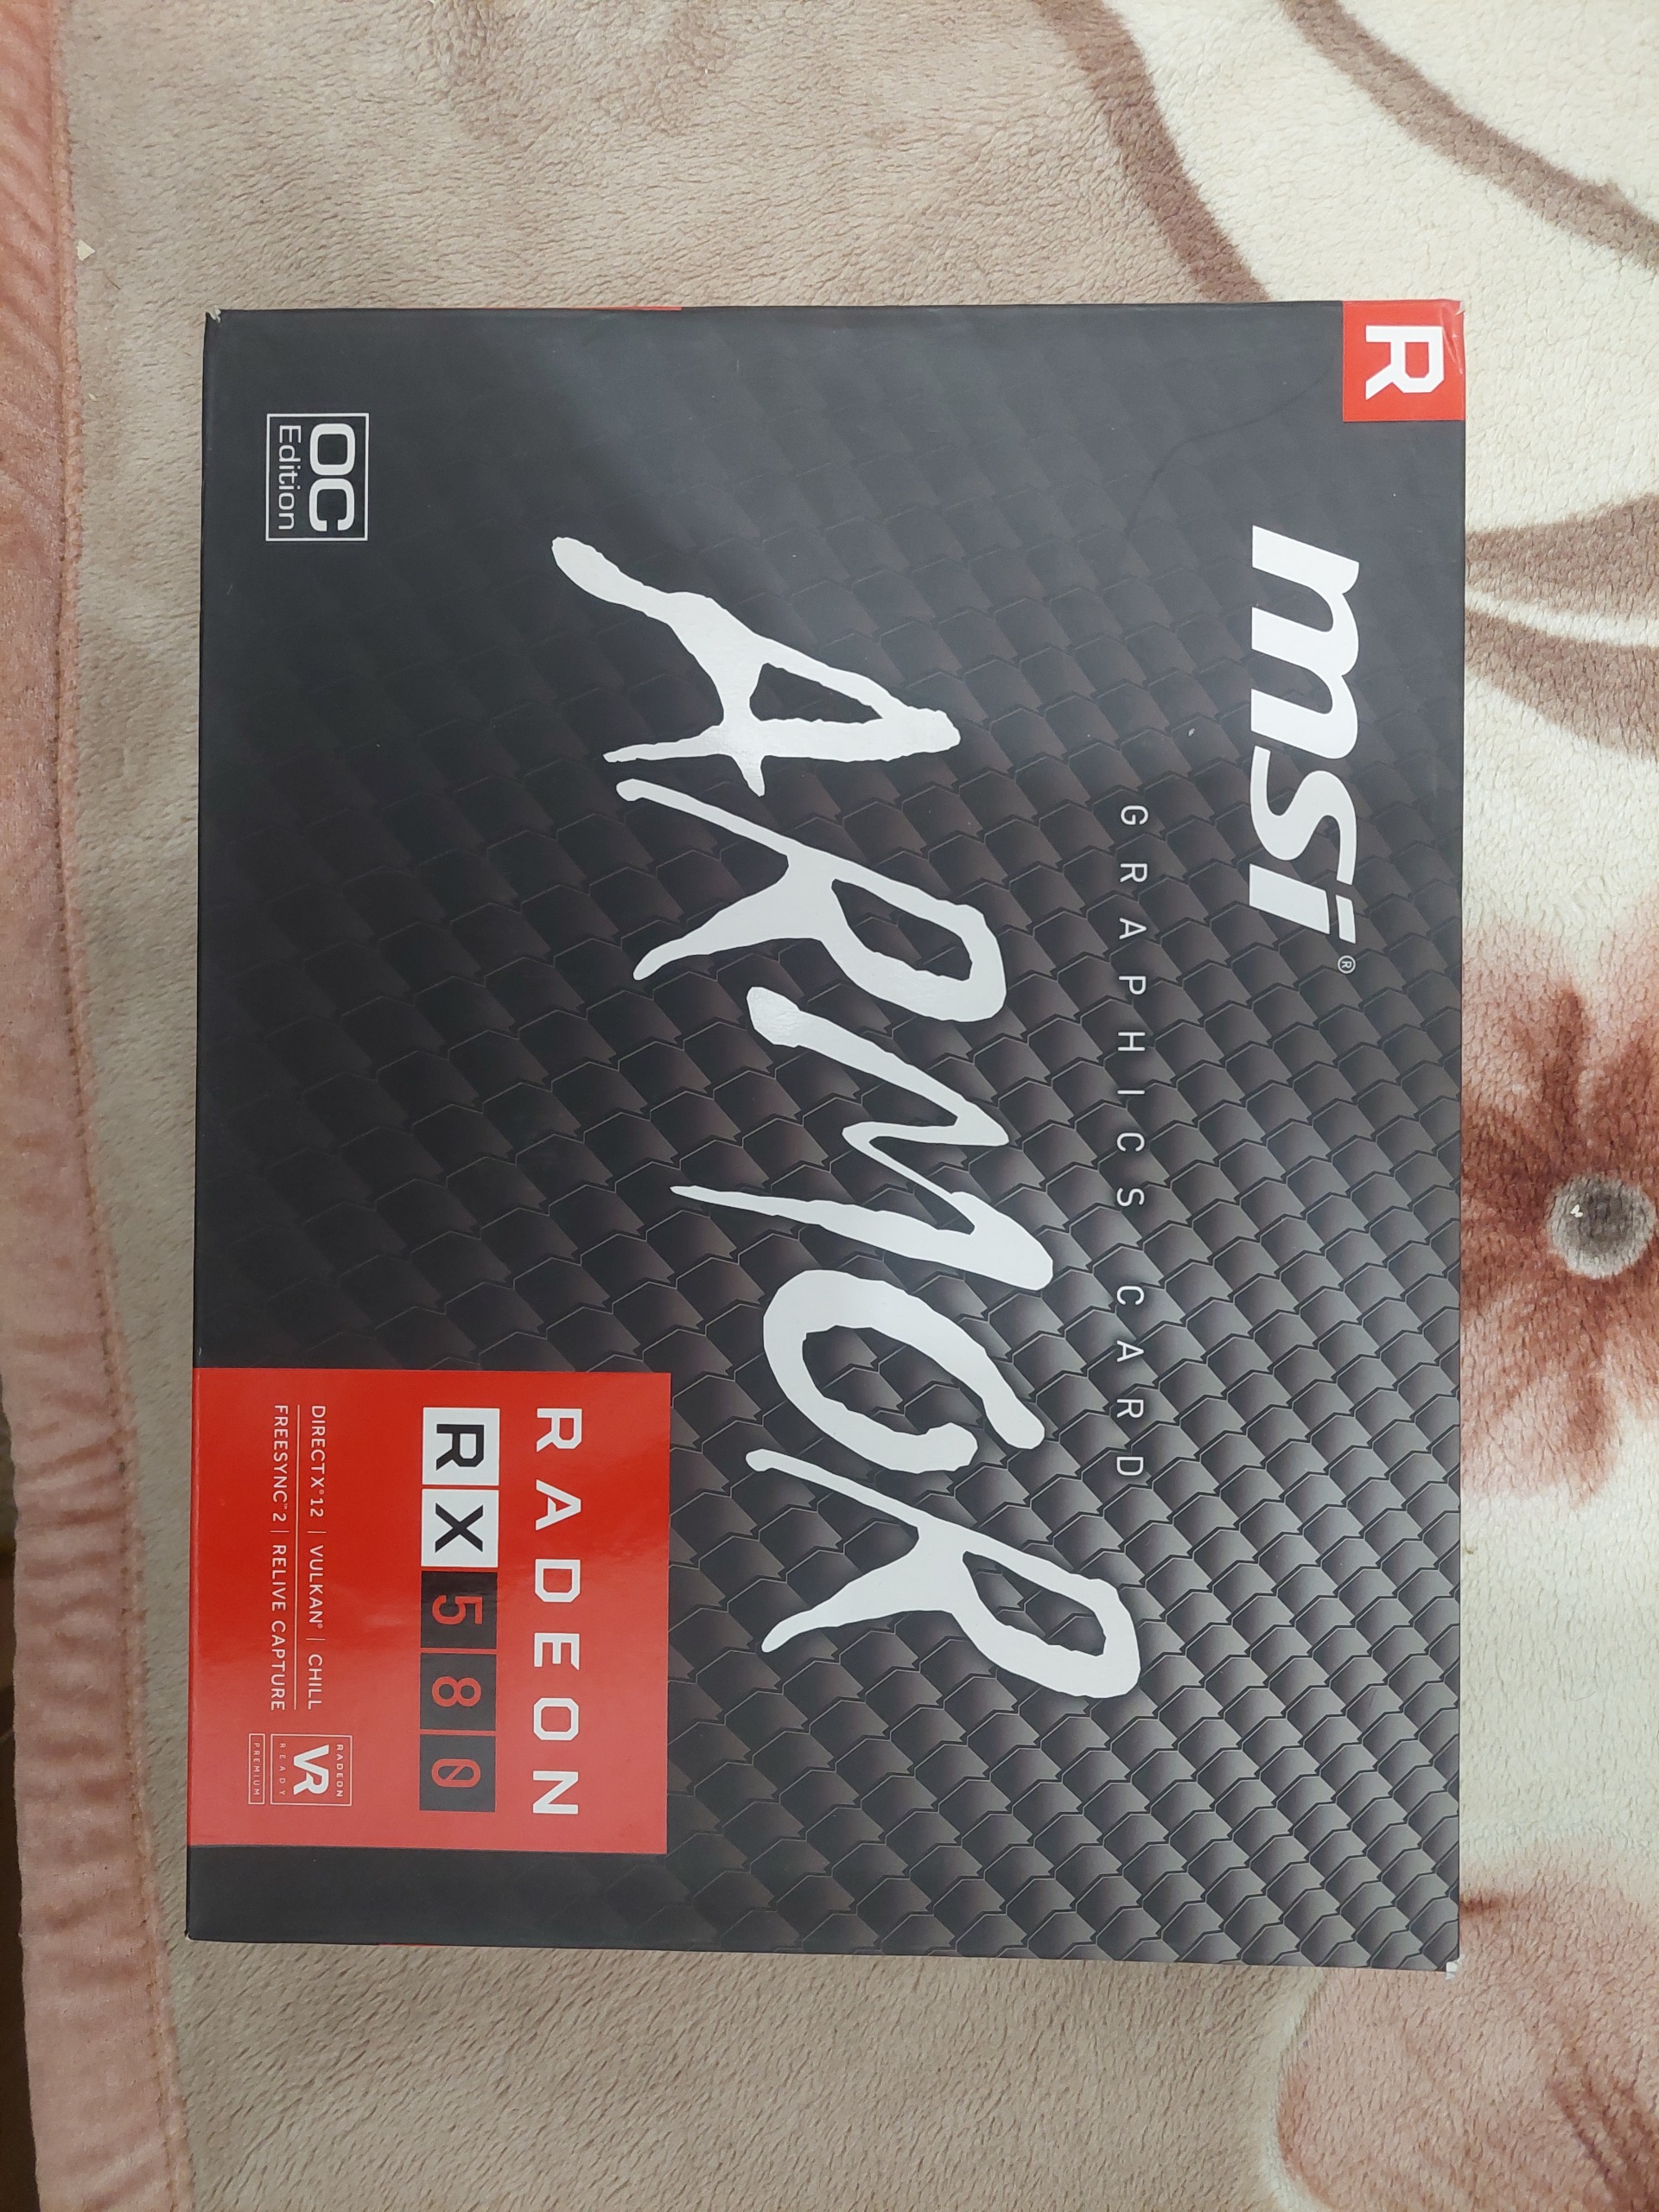 R
msi®
GRAPHICS CARD
ARMOR
OC
Edition
RADEON
RX 580
DIRECTX®12 | VULKAN® | CHILL
FREESYNC™2 | RELIVE CAPTURE
RADEON
VR
READY
PREMIUM